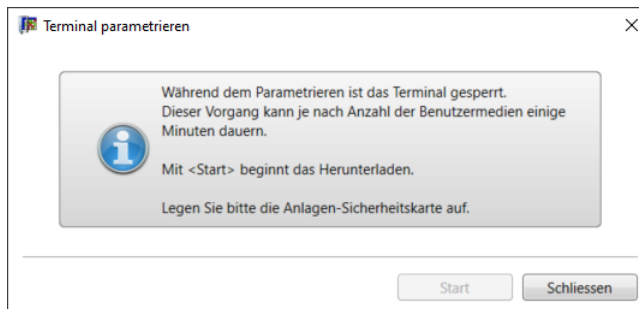 Terminal parametrieren
Während dem Parametrieren ist das Terminal gesperrt.
Dieser Vorgang kann je nach Anzahl der Benutzermedien einige
Minuten dauern.
Mit <Start> beginnt das Herunterladen.
Legen Sie bitte die Anlagen-Sicherheitskarte auf.
Start
Schliessen